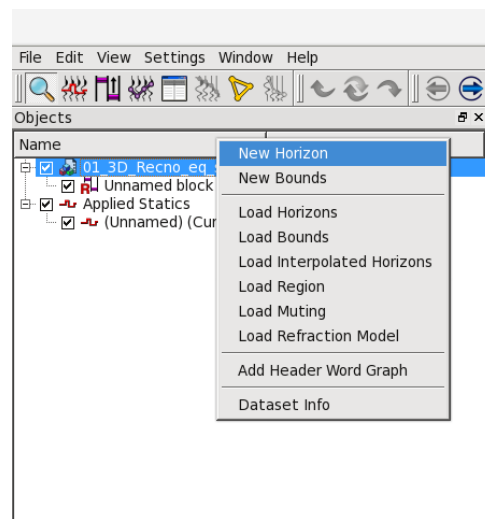 File Edit View Settings Window Help
Objects
Name
01_3D_Recno_eq_
Unnamed block
Applied Statics
(Unnamed) (Cur
New Horizon
New Bounds
Load Horizons
Load Bounds
Load Interpolated Horizons
Load Region
Load Muting
Load Refraction Model
Add Header Word Graph
Dataset Info